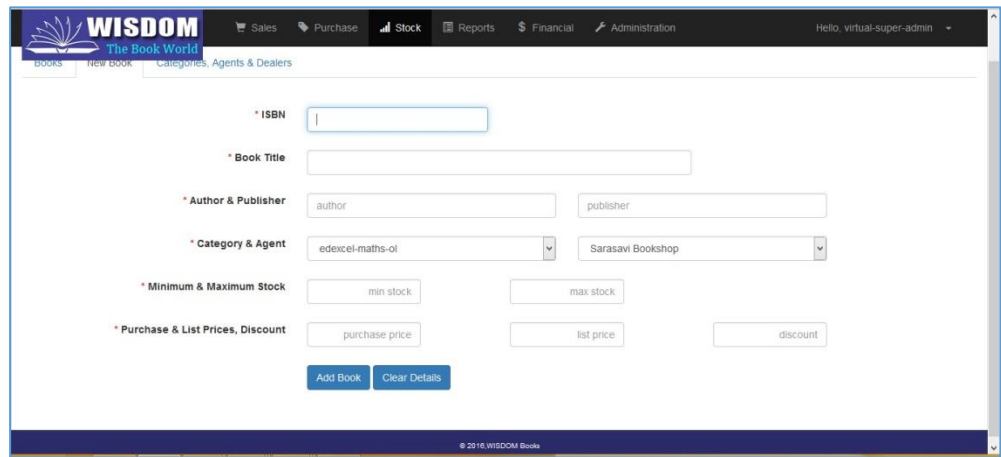 WISDOM
The Book World
Sales Purchase Stock Reports $ Financial Administration Hello, virtual-super-admin
Books New Book Categories, Agents & Dealers
* ISBN
* Book Title
* Author & Publisher author publisher
* Category & Agent edexcel-maths-ol Sarasavi Bookshop
* Minimum & Maximum Stock min stock max stock
* Purchase & List Prices, Discount purchase price list price discount
Add Book Clear Details
© 2016,WISDOM Books